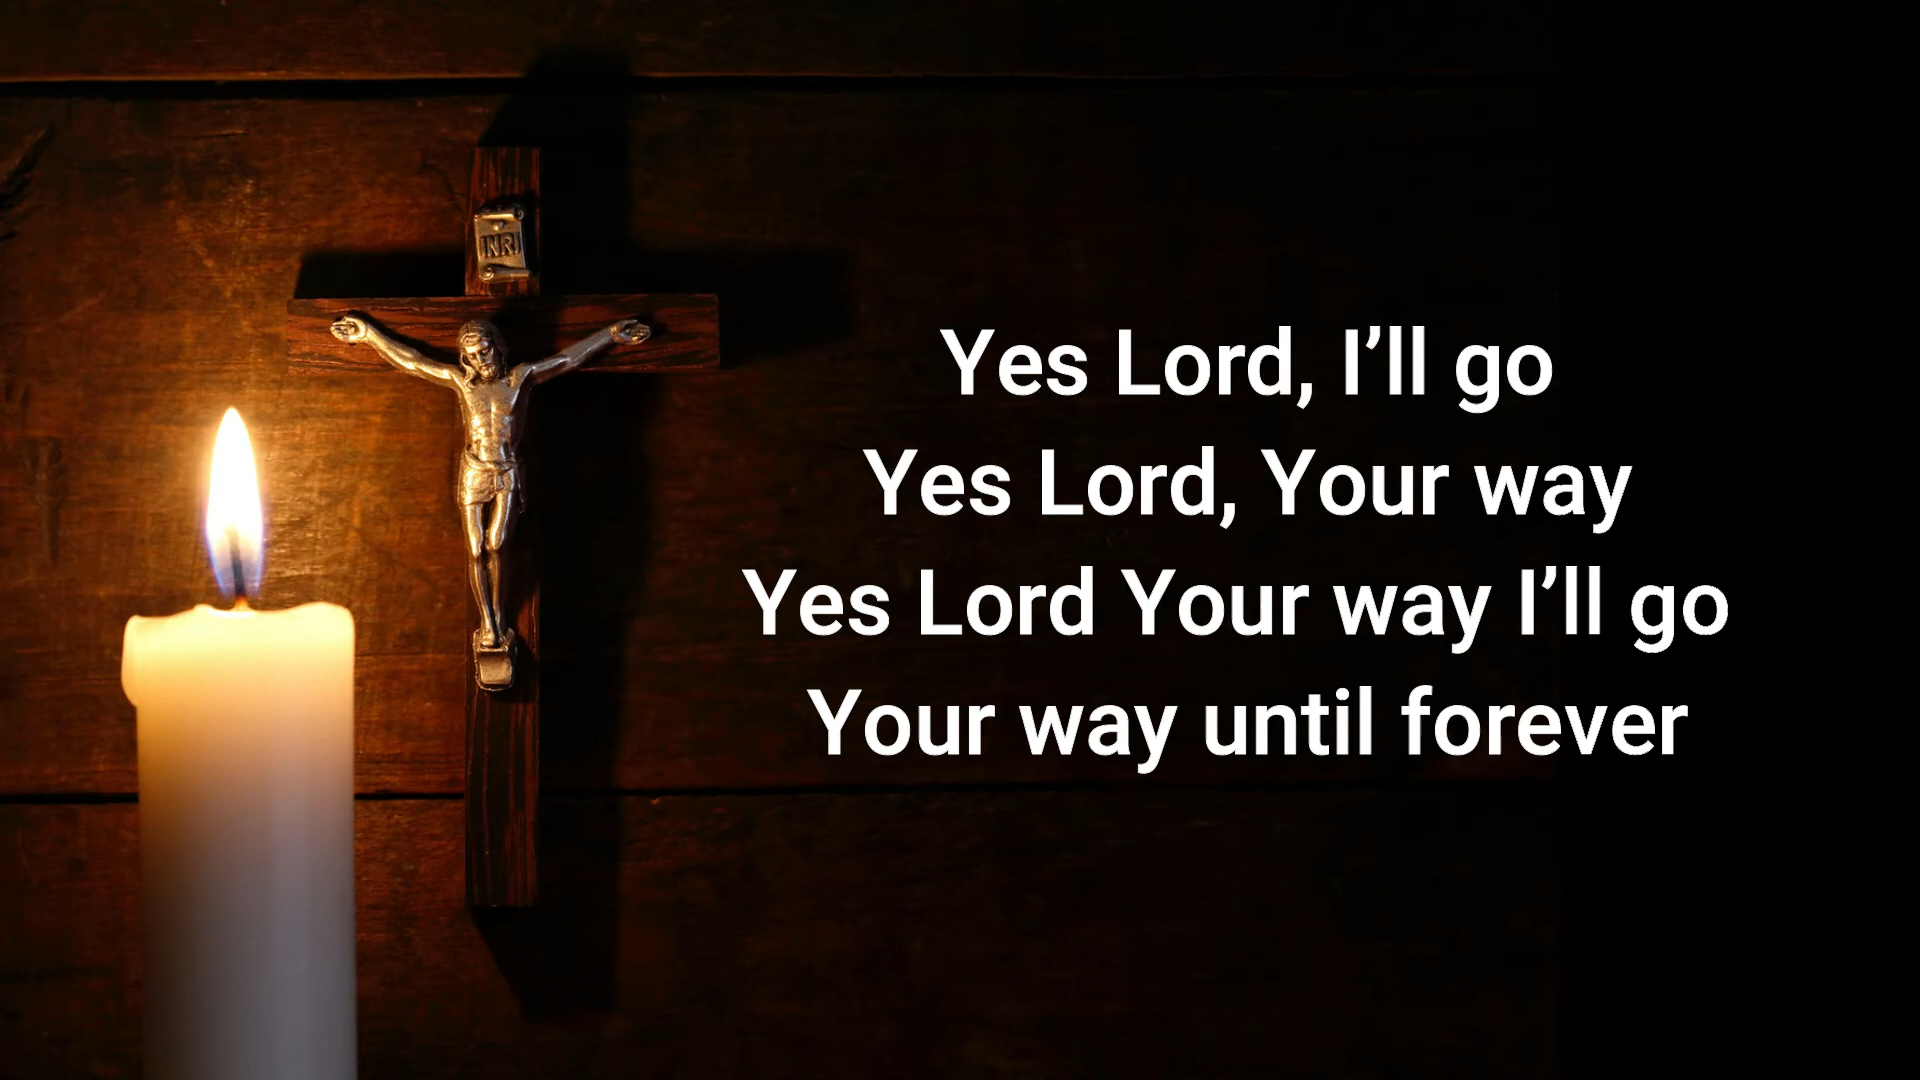 INRI
Yes Lord, I’ll go
Yes Lord, Your way
Yes Lord Your way I’ll go
Your way until forever